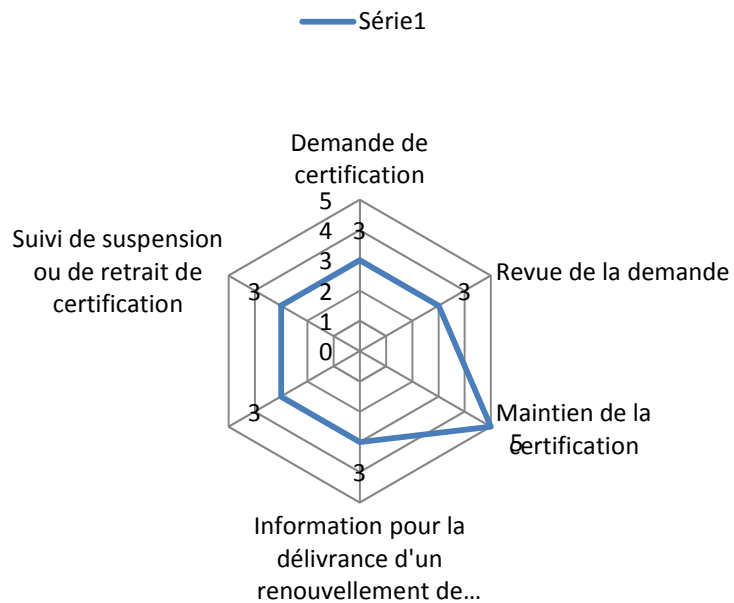 Série1
Demande de
certification
5
4
3
3
2
1
0
3
Revue de la demande
3
Maintien de la
certification
5
3
Information pour la
délivrance d'un
renouvellement de...
3
Suivi de suspension
ou de retrait de
certification
3